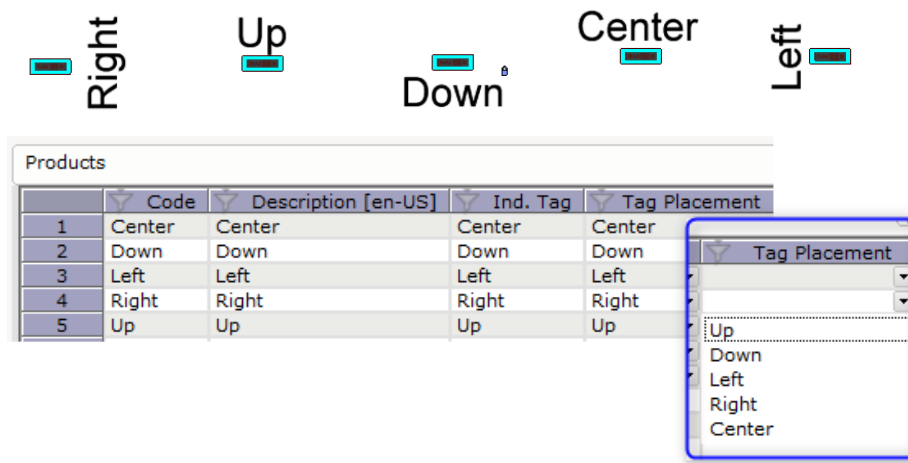 Right
Up
Down
Center
Left
Products
Code Description [en-US] Ind. Tag Tag Placement
1 Center Center Center Center
2 Down Down Down Down
3 Left Left Left Left
4 Right Right Right Right
5 Up Up Up Up
Tag Placement
Up
Down
Left
Right
Center